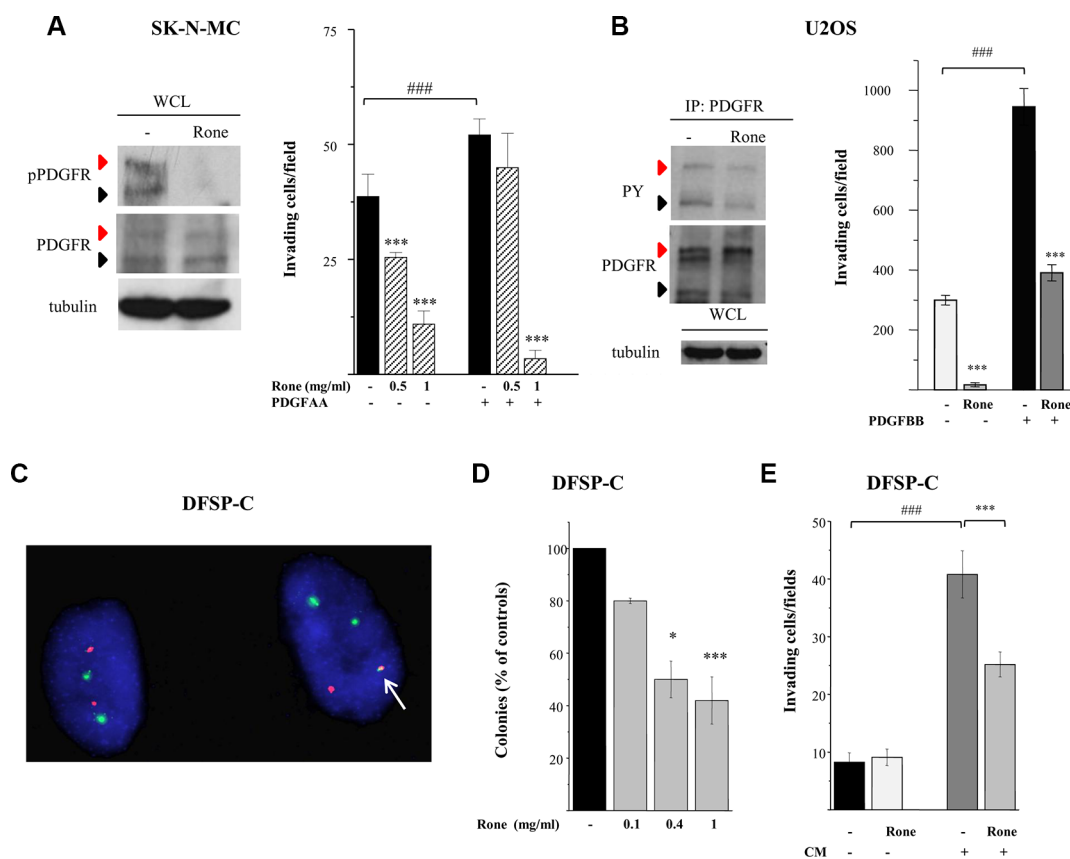 A SK-N-MC
WCL
- Rone
pPDGFR
PDGFR
tubulin
Invading cells/field
75
50
25
###
***
***
***
Rone (mg/ml) - 0.5 1 - 0.5 1
PDGFAA - - - + + +
B U2OS
IP: PDGFR
- Rone
PY
PDGFR
WCL
tubulin
Invading cells/field
1000
800
600
400
200
###
***
***
- Rone - Rone
PDGFBB - - + +
C
DFSP-C
D DFSP-C
Colonies (% of controls)
100
80
60
40
20
*
***
Rone (mg/ml) - 0.1 0.4 1
E DFSP-C
Invading cells/fields
50
40
30
20
10
0
###
***
- Rone - Rone
CM - - + +